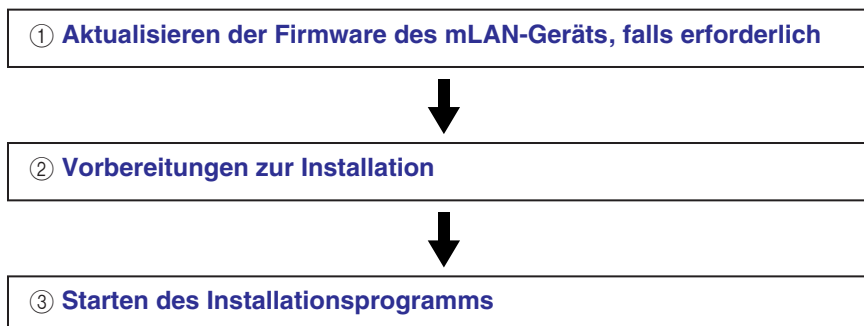 ① Aktualisieren der Firmware des mLAN-Geräts, falls erforderlich
② Vorbereitungen zur Installation
③ Starten des Installationsprogramms